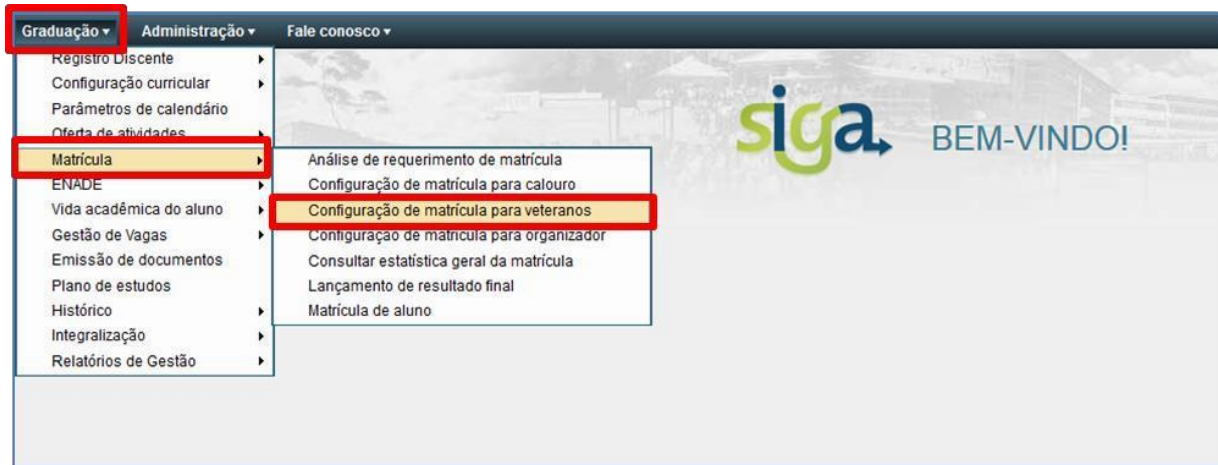 Graduação Administração Fale conosco
Registro Discente
Configuração curricular
Parâmetros de calendário
Oferta de atividades
Matrícula
ENADE
Vida acadêmica do aluno
Gestão de Vagas
Emissão de documentos
Plano de estudos
Histórico
Integralização
Relatórios de Gestão
Análise de requerimento de matrícula
Configuração de matrícula para calouro
Configuração de matrícula para veteranos
Configuração de matrícula para organizador
Consultar estatística geral da matrícula
Lançamento de resultado final
Matrícula de aluno
siga BEM-VINDO!